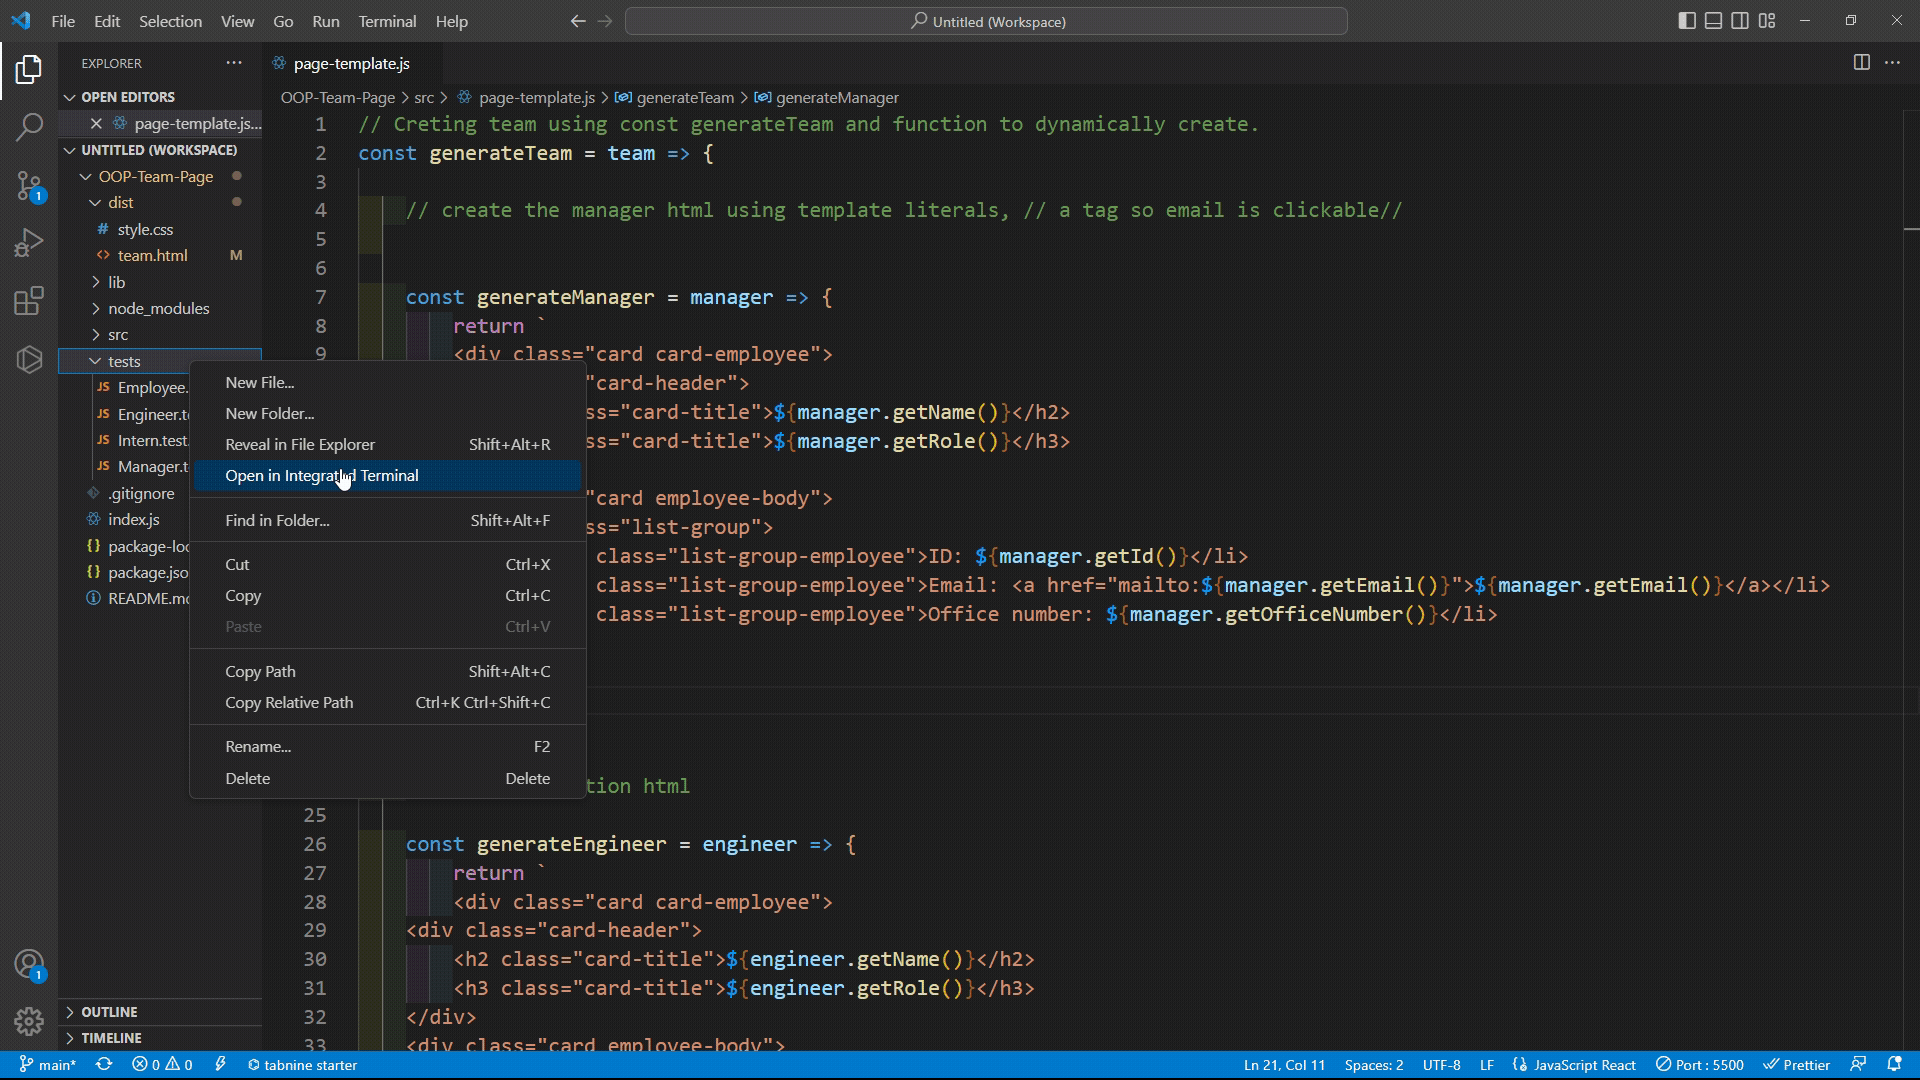 File Edit Selection View Go Run Terminal Help
Untitled (Workspace)
EXPLORER
OPEN EDITORS
page-template.js...
UNTITLED (WORKSPACE)
OOP-Team-Page
dist
# style.css
<> team.html M
lib
node_modules
src
tests
JS Employee.
JS Engineer.t
JS Intern.test.
JS Manager.t
.gitignore
index.js
{} package-loc
{} package.jso
README.md
OUTLINE
TIMELINE
1
1
New File...
New Folder...
Reveal in File Explorer Shift+Alt+R
Open in Integrated Terminal
Find in Folder... Shift+Alt+F
Cut Ctrl+X
Copy Ctrl+C
Paste Ctrl+V
Copy Path Shift+Alt+C
Copy Relative Path Ctrl+K Ctrl+Shift+C
Rename... F2
Delete Delete
page-template.js
OOP-Team-Page > src > page-template.js > generateTeam > generateManager
1 // Creting team using const generateTeam and function to dynamically create.
2 const generateTeam = team => {
3
4 // create the manager html using template literals, // a tag so email is clickable//
5
6
7 const generateManager = manager => {
8 return `
9 <div class="card card-employee">
"card-header">
ss="card-title">${manager.getName()}</h2>
ss="card-title">${manager.getRole()}</h3>
"card employee-body">
ss="list-group">
class="list-group-employee">ID: ${manager.getId()}</li>
class="list-group-employee">Email: <a href="mailto:${manager.getEmail()}">${manager.getEmail()}</a></li>
class="list-group-employee">Office number: ${manager.getOfficeNumber()}</li>
tion html
25
26 const generateEngineer = engineer => {
27 return `
28 <div class="card card-employee">
29 <div class="card-header">
30 <h2 class="card-title">${engineer.getName()}</h2>
31 <h3 class="card-title">${engineer.getRole()}</h3>
32 </div>
33 <div class="card employee-body">
main* 0 0 tabnine starter Ln 21, Col 11 Spaces: 2 UTF-8 LF {} JavaScript React Port : 5500 Prettier